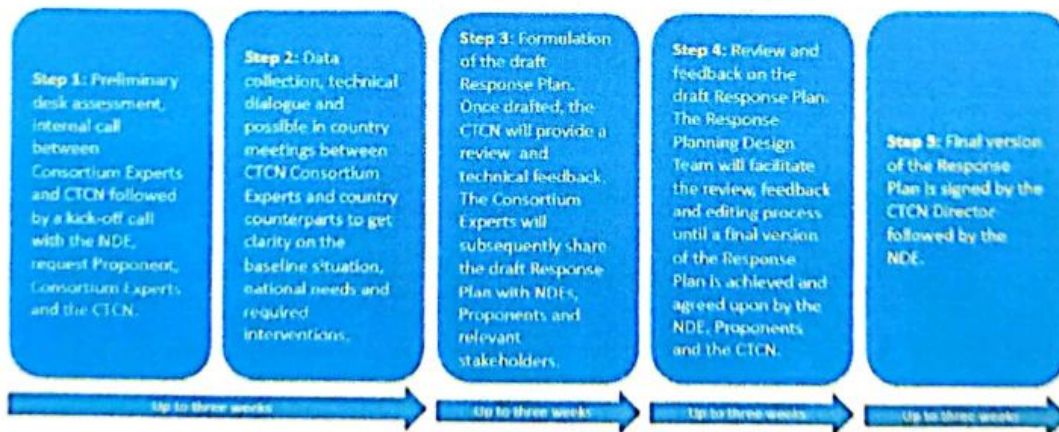 Step 1: Preliminary
desk assessment,
internal call
between
Consortium Experts
and CTCN followed
by a kick-off call
with the NDE,
request Proponent,
Consortium Experts
and the CTCN.
Step 2: Data
collection, technical
dialogue and
possible in country
meetings between
CTCN Consortium
Experts and country
counterparts to get
clarity on the
baseline situation,
national needs and
required
interventions.
Step 3: Formulation
of the draft
Response Plan.
Once drafted, the
CTCN will provide a
review and
technical feedback.
The Consortium
Experts will
subsequently share
the draft Response
Plan with NDEs,
Proponents and
relevant
stakeholders.
Step 4: Review and
feedback on the
draft Response Plan.
The Response
Planning Design
Team will facilitate
the review, feedback
and editing process
until a final version
of the Response
Plan is achieved and
agreed upon by the
NDE, Proponents
and the CTCN.
Step 5: Final version
of the Response
Plan is signed by the
CTCN Director
followed by the
NDE.
Up to three weeks
Up to three weeks
Up to three weeks
Up to three weeks